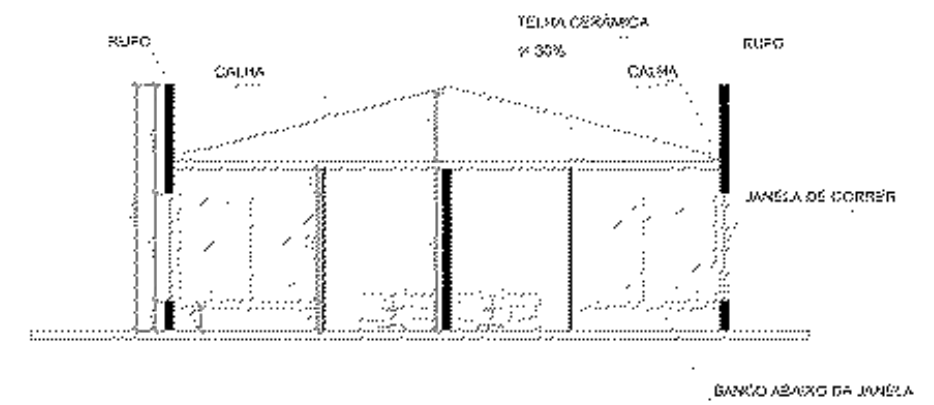 TELHA CERÂMICA
RUFO
RUFO
i= 30%
CALHA
CALHA
JANELA DE CORRER
BANCO ABAIXO DA JANELA